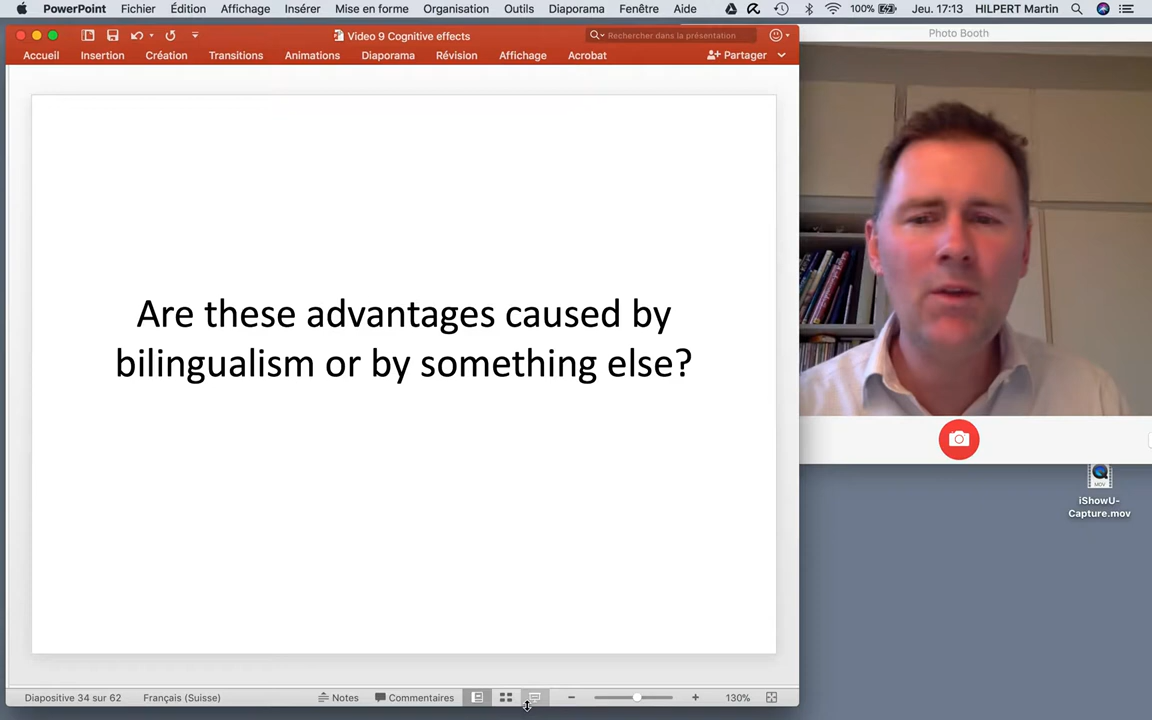 PowerPoint Fichier Édition Affichage Insérer Mise en forme Organisation Outils Diaporama Fenêtre Aide 100% Jeu. 17:13 HILPERT Martin
Video 9 Cognitive effects
Rechercher dans la présentation
Photo Booth
Accueil Insertion Création Transitions Animations Diaporama Révision Affichage Acrobat Partager
Are these advantages caused by
bilingualism or by something else?
MOV
iShowU-
Capture.mov
Diapositive 34 sur 62 Français (Suisse) Notes Commentaires 130%